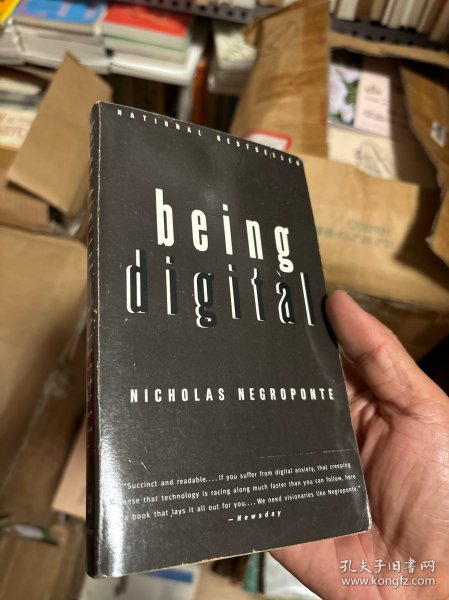 NATIONAL BESTSELLER
being
digital
NICHOLAS NEGROPONTE
"Succinct and readable.... If you suffer from digital anxiety, that creeping
sense that technology is racing along much faster than you can follow, here
book that lays it all out for you.... We need visionaries like Negroponte."
—Newsday
孔夫子旧书网
www.kongfz.com